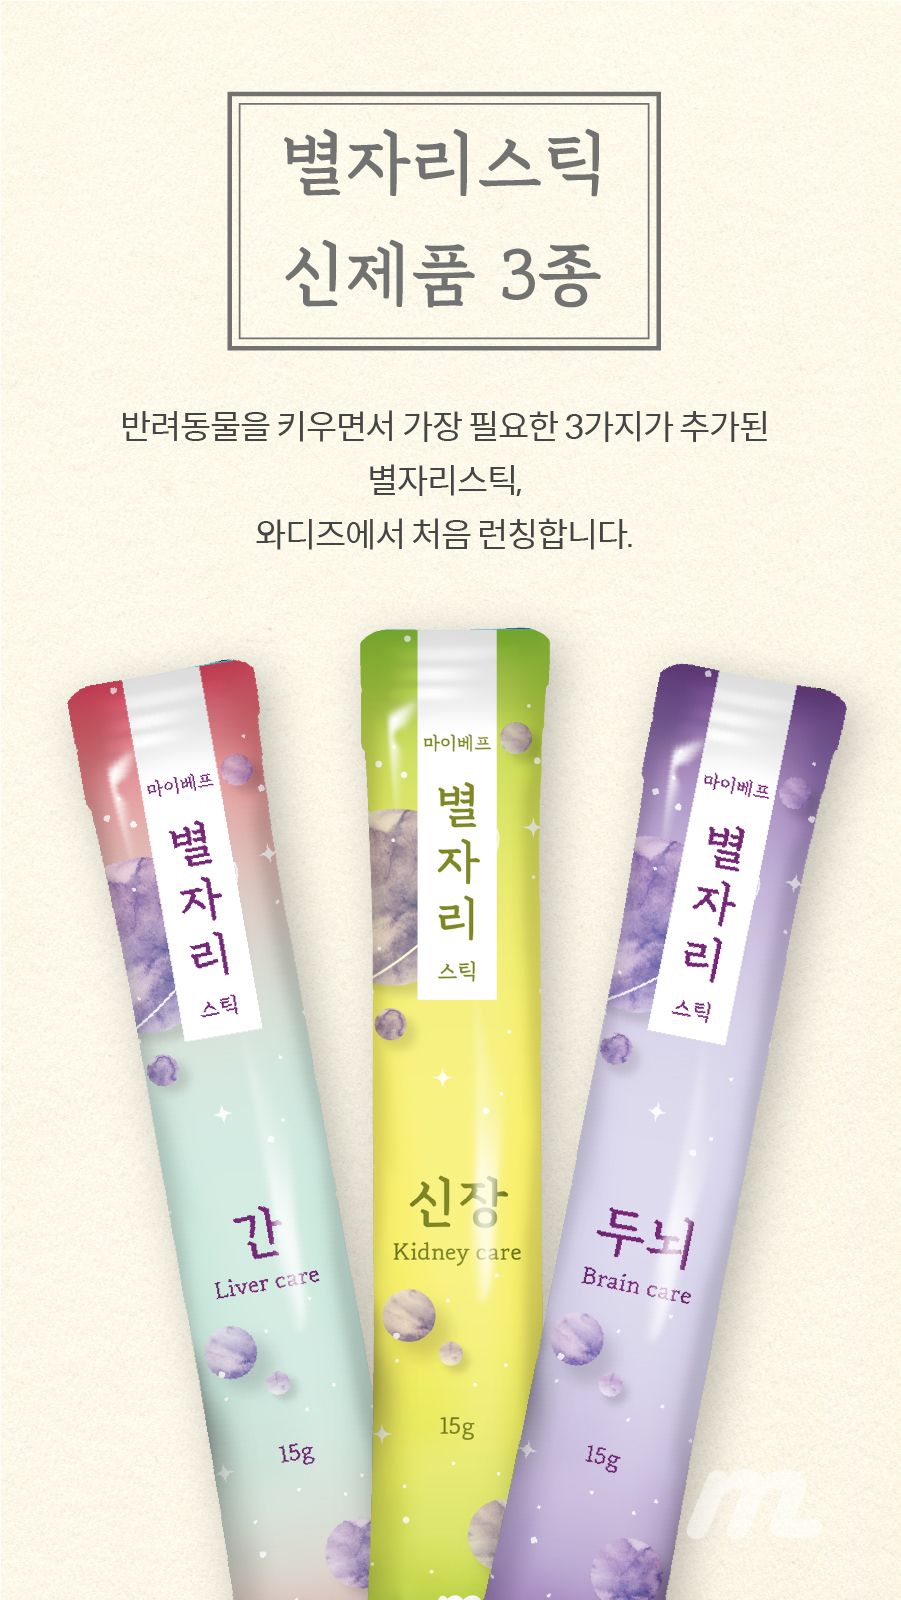 별자리스틱
신제품 3종
반려동물을 키우면서 가장 필요한 3가지가 추가된
별자리스틱,
와디즈에서 처음 런칭합니다.
마이베프
별
자
리
스틱
간
Liver care
15g
마이베프
별
자
리
스틱
신장
Kidney care
15g
m
마이베프
별
자
리
스틱
두뇌
Brain care
15g
m